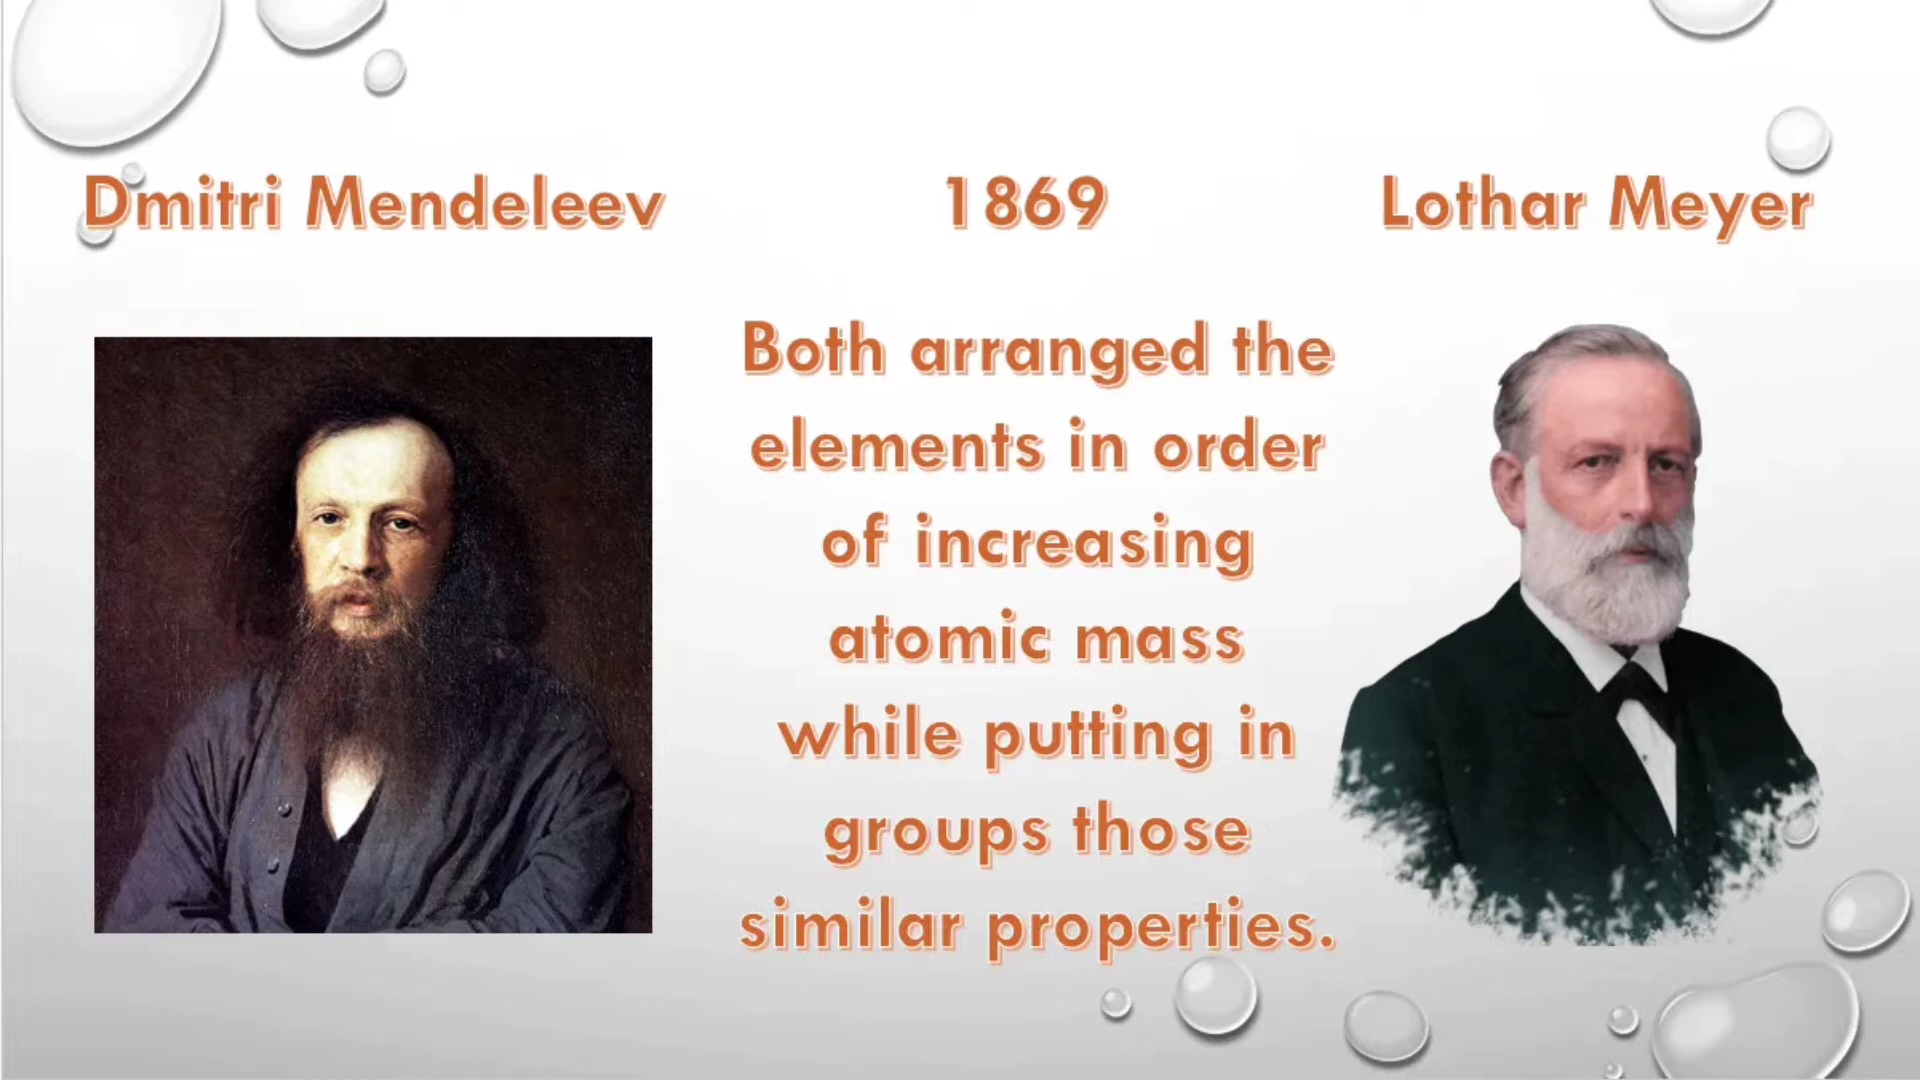 Dmitri Mendeleev
1869
Lothar Meyer
Both arranged the
elements in order
of increasing
atomic mass
while putting in
groups those
similar properties.